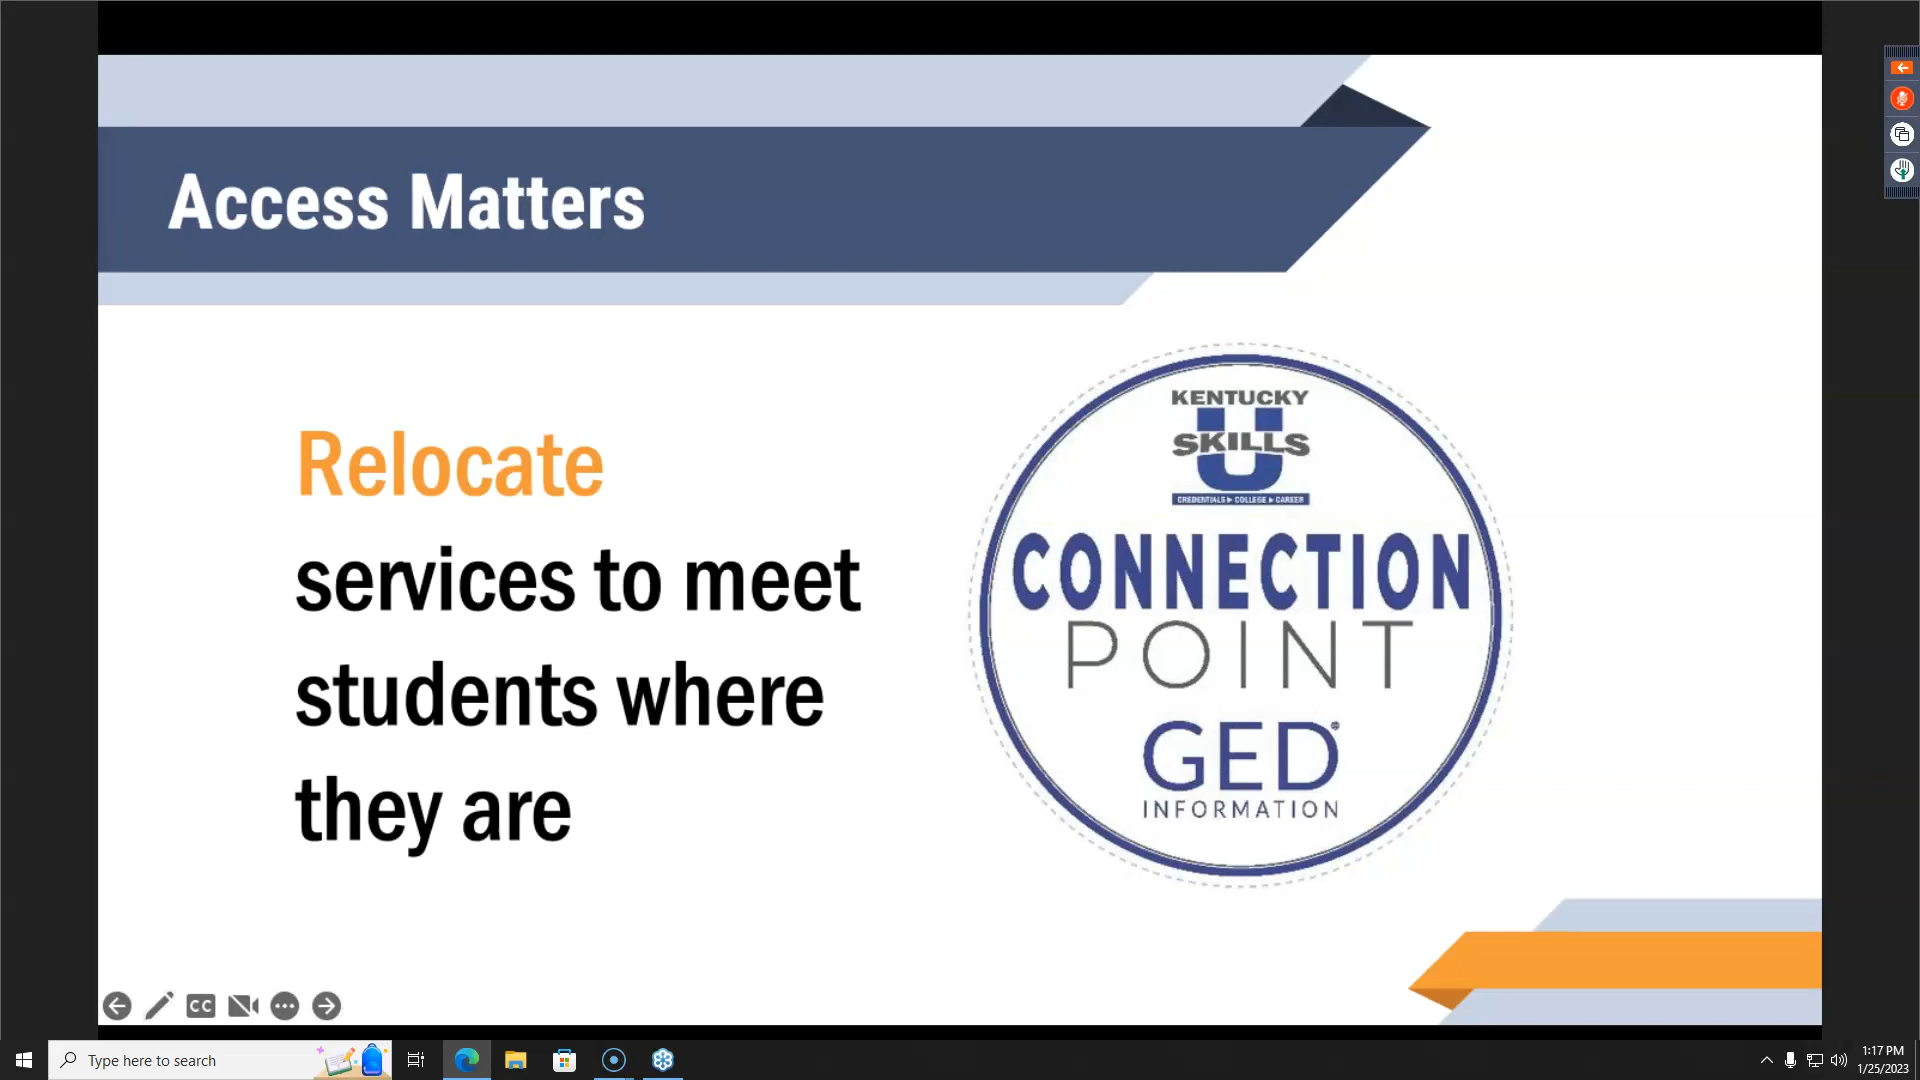 Access Matters
Relocate
services to meet
students where
they are
KENTUCKY
U
SKILLS
CREDENTIALS ▸ COLLEGE ▸ CAREER
CONNECTION
POINT
GED®
INFORMATION
CC
Type here to search
1:17 PM
1/25/2023